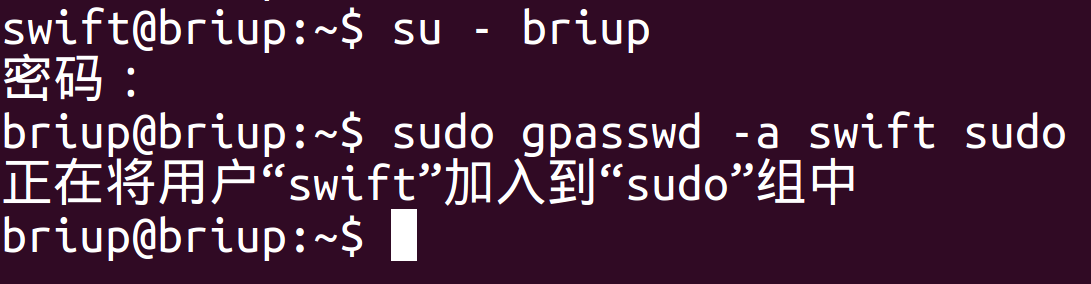 swift@briup:~$ su - briup
密码：
briup@briup:~$ sudo gpasswd -a swift sudo
正在将用户“swift”加入到“sudo”组中
briup@briup:~$